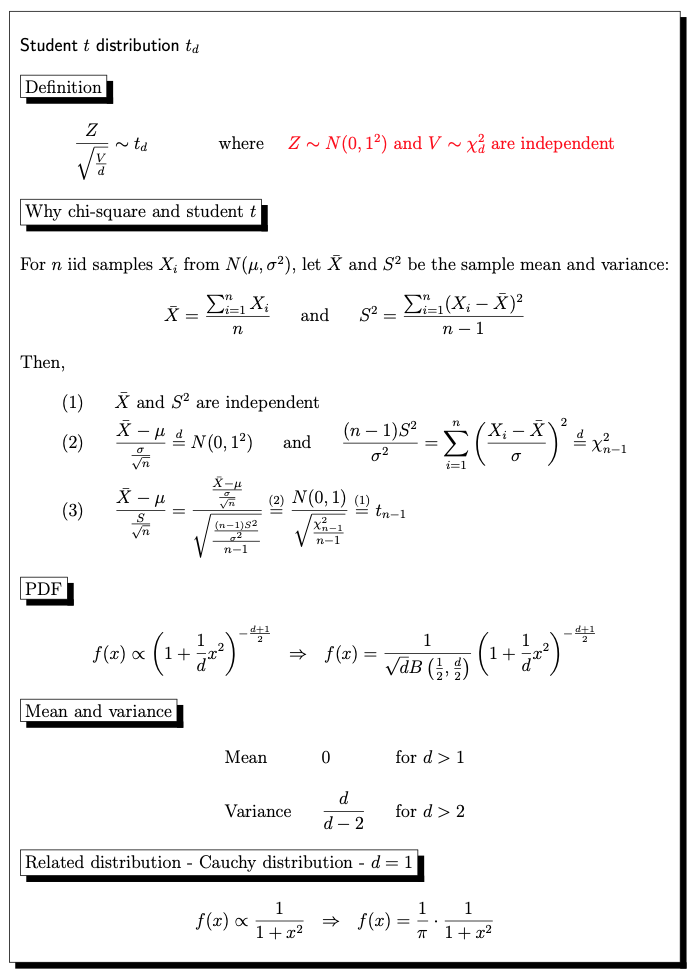 Student $t$ distribution $t_d$
Definition
$\frac{Z}{\sqrt{\frac{V}{d}}} \sim t_d$ where $Z \sim N(0, 1^2)$ and $V \sim \chi_d^2$ are independent
Why chi-square and student $t$
For $n$ iid samples $X_i$ from $N(\mu, \sigma^2)$, let $\bar{X}$ and $S^2$ be the sample mean and variance:
$\bar{X} = \frac{\sum_{i=1}^n X_i}{n}$ and $S^2 = \frac{\sum_{i=1}^n (X_i - \bar{X})^2}{n-1}$
Then,
(1) $\bar{X}$ and $S^2$ are independent
(2) $\frac{\bar{X} - \mu}{\frac{\sigma}{\sqrt{n}}} \overset{d}{=} N(0, 1^2)$ and $\frac{(n-1)S^2}{\sigma^2} = \sum_{i=1}^n \left(\frac{X_i - \bar{X}}{\sigma}\right)^2 \overset{d}{=} \chi_{n-1}^2$
(3) $\frac{\bar{X} - \mu}{\frac{S}{\sqrt{n}}} = \frac{\frac{\bar{X} - \mu}{\frac{\sigma}{\sqrt{n}}}}{\sqrt{\frac{\frac{(n-1)S^2}{\sigma^2}}{n-1}}} \overset{(2)}{=} \frac{N(0,1)}{\sqrt{\frac{\chi_{n-1}^2}{n-1}}} \overset{(1)}{=} t_{n-1}$
PDF
$f(x) \propto \left(1 + \frac{1}{d}x^2\right)^{-\frac{d+1}{2}} \Rightarrow f(x) = \frac{1}{\sqrt{d}B\left(\frac{1}{2}, \frac{d}{2}\right)} \left(1 + \frac{1}{d}x^2\right)^{-\frac{d+1}{2}}$
Mean and variance
Mean 0 for $d > 1$
Variance $\frac{d}{d-2}$ for $d > 2$
Related distribution - Cauchy distribution - $d = 1$
$f(x) \propto \frac{1}{1+x^2} \Rightarrow f(x) = \frac{1}{\pi} \cdot \frac{1}{1+x^2}$